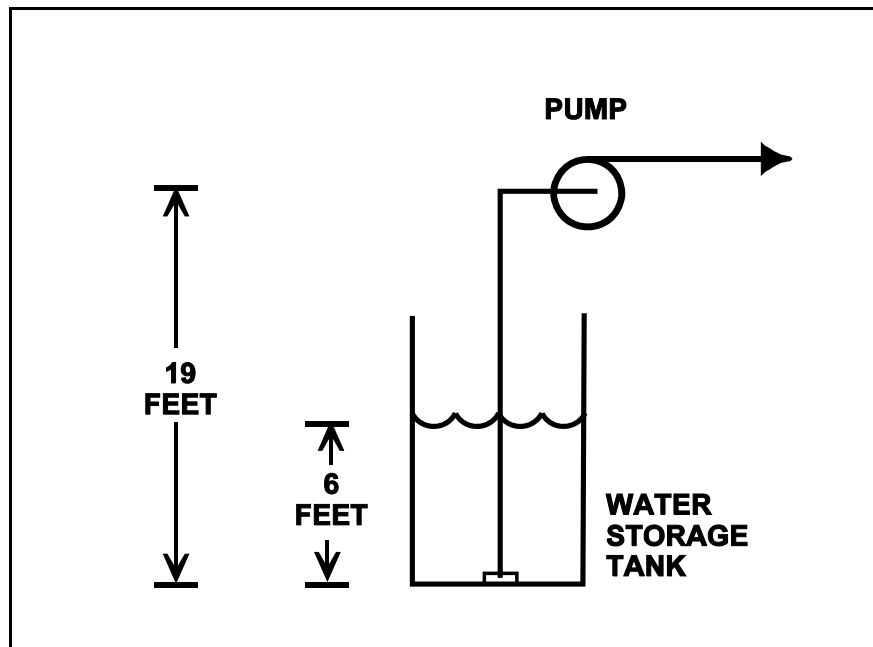 PUMP
19
FEET
6
FEET
WATER
STORAGE
TANK